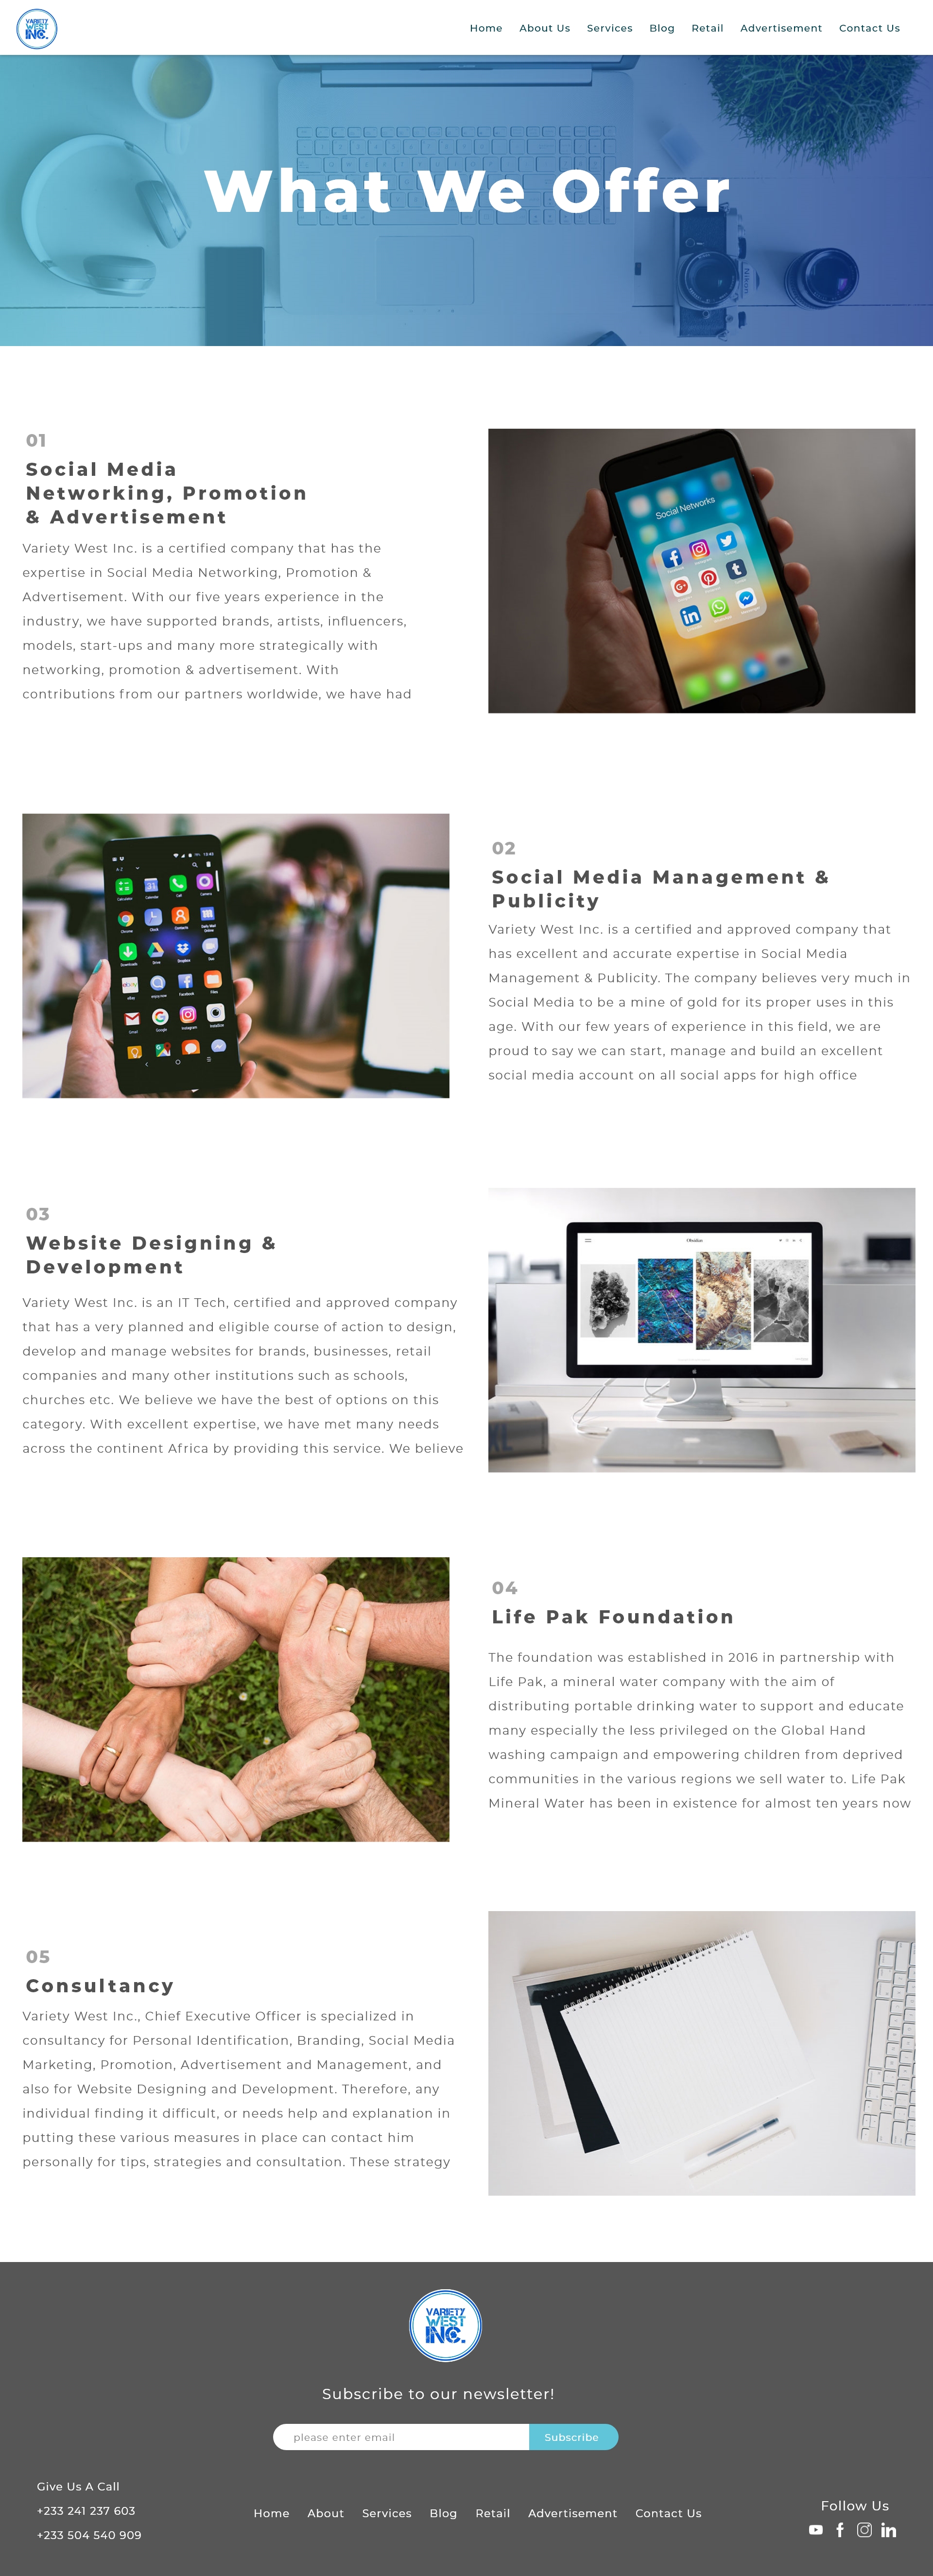 VARIETY
WEST
INC.
Home About Us Services Blog Retail Advertisement Contact Us
What We Offer
01
Social Media
Networking, Promotion
& Advertisement
Variety West Inc. is a certified company that has the
expertise in Social Media Networking, Promotion &
Advertisement. With our five years experience in the
industry, we have supported brands, artists, influencers,
models, start-ups and many more strategically with
networking, promotion & advertisement. With
contributions from our partners worldwide, we have had
Social Networks
02
Social Media Management &
Publicity
Variety West Inc. is a certified and approved company that
has excellent and accurate expertise in Social Media
Management & Publicity. The company believes very much in
Social Media to be a mine of gold for its proper uses in this
age. With our few years of experience in this field, we are
proud to say we can start, manage and build an excellent
social media account on all social apps for high office
03
Website Designing &
Development
Variety West Inc. is an IT Tech, certified and approved company
that has a very planned and eligible course of action to design,
develop and manage websites for brands, businesses, retail
companies and many other institutions such as schools,
churches etc. We believe we have the best of options on this
category. With excellent expertise, we have met many needs
across the continent Africa by providing this service. We believe
04
Life Pak Foundation
The foundation was established in 2016 in partnership with
Life Pak, a mineral water company with the aim of
distributing portable drinking water to support and educate
many especially the less privileged on the Global Hand
washing campaign and empowering children from deprived
communities in the various regions we sell water to. Life Pak
Mineral Water has been in existence for almost ten years now
05
Consultancy
Variety West Inc., Chief Executive Officer is specialized in
consultancy for Personal Identification, Branding, Social Media
Marketing, Promotion, Advertisement and Management, and
also for Website Designing and Development. Therefore, any
individual finding it difficult, or needs help and explanation in
putting these various measures in place can contact him
personally for tips, strategies and consultation. These strategy
VARIETY
WEST
INC.
Subscribe to our newsletter!
please enter email Subscribe
Give Us A Call
+233 241 237 603
+233 504 540 909
Home About Services Blog Retail Advertisement Contact Us
Follow Us